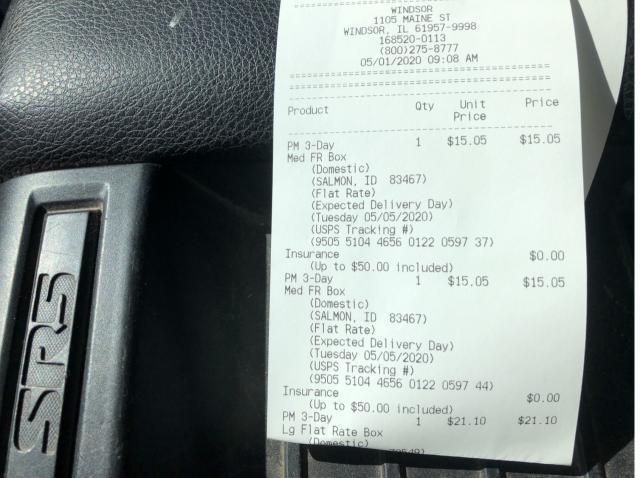 WINDSOR
1105 MAINE ST
WINDSOR, IL 61957-9998
168520-0113
(800)275-8777
05/01/2020 09:08 AM
Product Qty Unit Price Price
PM 3-Day 1 $15.05 $15.05
Med FR Box
(Domestic)
(SALMON, ID 83467)
(Flat Rate)
(Expected Delivery Day)
(Tuesday 05/05/2020)
(USPS Tracking #)
(9505 5104 4656 0122 0597 37)
Insurance $0.00
(Up to $50.00 included)
PM 3-Day 1 $15.05 $15.05
Med FR Box
(Domestic)
(SALMON, ID 83467)
(Flat Rate)
(Expected Delivery Day)
(Tuesday 05/05/2020)
(USPS Tracking #)
(9505 5104 4656 0122 0597 44)
Insurance $0.00
(Up to $50.00 included)
PM 3-Day 1 $21.10 $21.10
Lg Flat Rate Box
(Domestic)
SR5